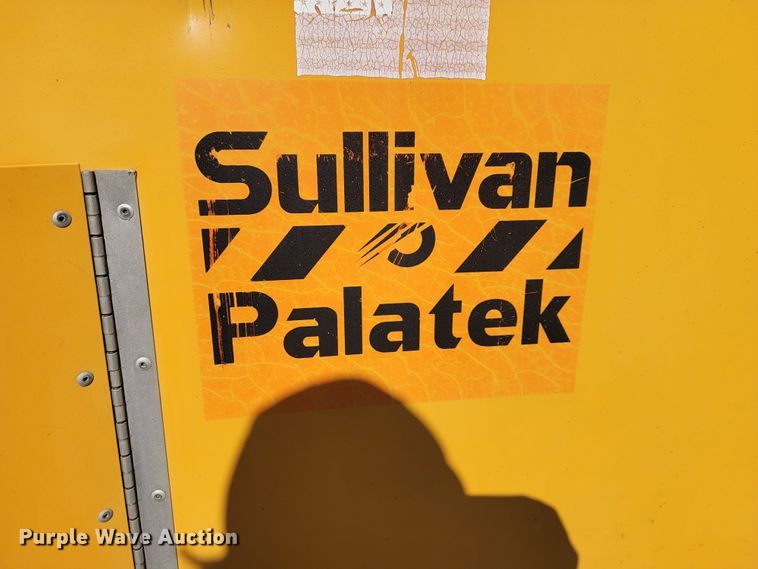 Sullivan
Palatek
Purple Wave Auction